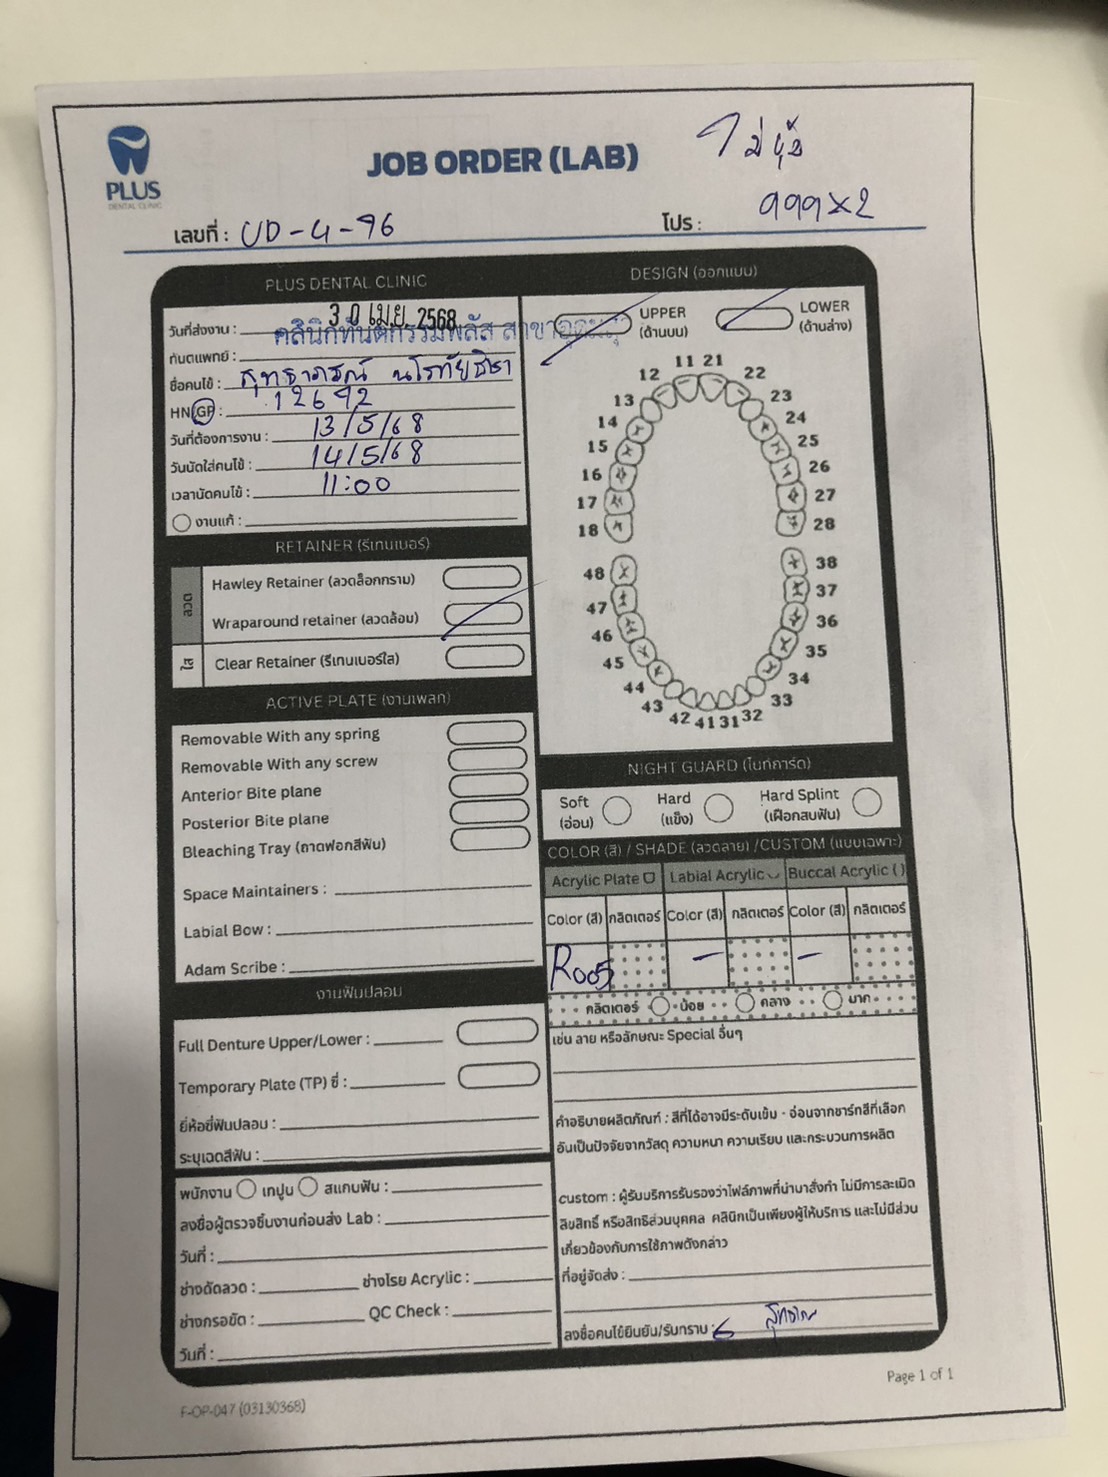 PLUS
DENTAL CLINIC
JOB ORDER (LAB)
เลขที่ : UD-4-96
โปร : 999x2
PLUS DENTAL CLINIC
วันที่ส่งงาน : 30 เม.ย. 2568
ทันตแพทย์ : คลินิกทันตกรรมพลัส สาขา
ชื่อคนไข้ :
HN/GP : 12692
วันที่ต้องการงาน : 13/5/68
วันนัดใส่คนไข้ : 14/5/68
เวลานัดคนไข้ : 11:00
งานแก้ :
DESIGN (ออกแบบ)
UPPER (ด้านบน)
LOWER (ด้านล่าง)
11 21
12 22
13 23
14 24
15 25
16 26
17 27
18 28
48 38
47 37
46 36
45 35
44 34
43 33
42 41 31 32
RETAINER (รีเทนเนอร์)
ลวด
Hawley Retainer (ลวดล็อกกราม)
Wraparound retainer (ลวดล้อม)
ใส
Clear Retainer (รีเทนเนอร์ใส)
ACTIVE PLATE (งานเพลท)
Removable With any spring
Removable With any screw
Anterior Bite plane
Posterior Bite plane
Bleaching Tray (ถาดฟอกสีฟัน)
Space Maintainers :
Labial Bow :
Adam Scribe :
NIGHT GUARD (ไนท์การ์ด)
Soft (อ่อน)
Hard (แข็ง)
Hard Splint (เฝือกสบฟัน)
COLOR (สี) / SHADE (ลวดลาย) /CUSTOM (แบบเฉพาะ)
Acrylic Plate Labial Acrylic Buccal Acrylic ( )
Color (สี) กลิตเตอร์ Color (สี) กลิตเตอร์ Color (สี) กลิตเตอร์
R005 - -
กลิตเตอร์ น้อย กลาง มาก
เช่น ลาย หรือลักษณะ Special อื่นๆ
งานฟันปลอม
Full Denture Upper/Lower :
Temporary Plate (TP) ซี่ :
ยี่ห้อซี่ฟันปลอม :
ระบุเฉดสีฟัน :
คำอธิบายผลิตภัณฑ์ : สีที่ได้อาจมีระดับเข้ม - อ่อนจากชาร์ทสีที่เลือก
อันเป็นปัจจัยจากวัสดุ ความหนา ความเรียบ และกระบวนการผลิต
custom : ผู้รับบริการรับรองว่าไฟล์ภาพที่นำมาสั่งทำ ไม่มีการละเมิด
ลิขสิทธิ์ หรือสิทธิส่วนบุคคล คลินิกเป็นเพียงผู้ให้บริการ และไม่มีส่วน
เกี่ยวข้องกับการใช้ภาพดังกล่าว
ที่อยู่จัดส่ง :
ลงชื่อคนไข้ยืนยัน/รับทราบ :
พนักงาน เทปูน สแกนฟัน :
ลงชื่อผู้ตรวจชิ้นงานก่อนส่ง Lab :
วันที่ :
ช่างดัดลวด : ช่างโรย Acrylic :
ช่างกรอขัด : QC Check :
วันที่ :
Page 1 of 1
F-OP-047 (03130368)